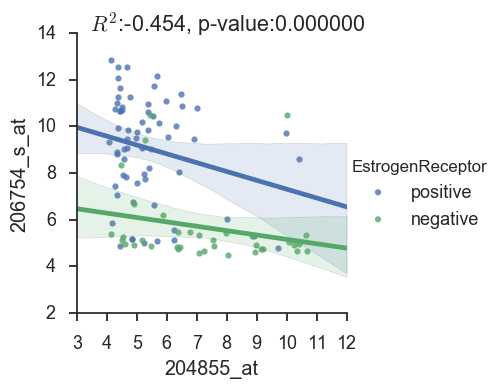 R²:-0.454, p-value:0.000000
14
12
10
8
6
4
2
206754_s_at
3 4 5 6 7 8 9 10 11 12
204855_at
EstrogenReceptor
positive
negative